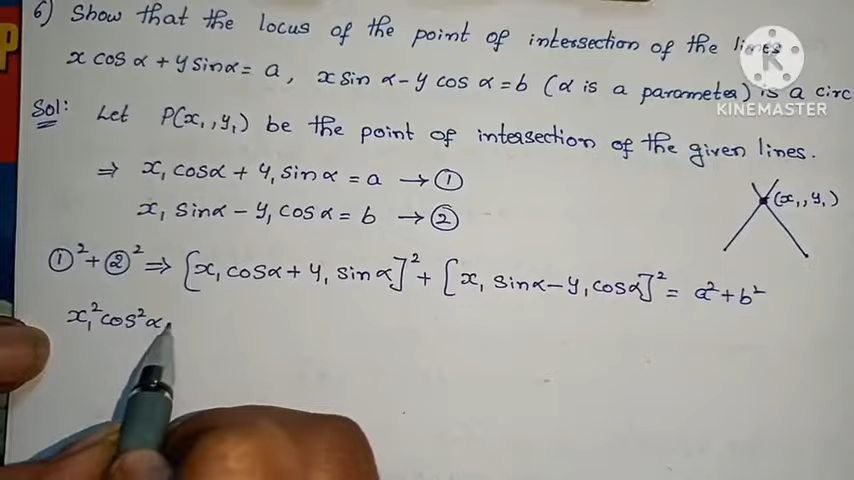 6) Show that the locus of the point of intersection of the lines
x cos α + y sin α = a, x sin α - y cos α = b (α is a parameter) is a circ
Sol: Let P(x₁, y₁) be the point of intersection of the given lines.
⇒ x₁ cos α + y₁ sin α = a → ①
x₁ sin α - y₁ cos α = b → ②
(x₁, y₁)
①² + ②² ⇒ [x₁ cos α + y₁ sin α]² + [x₁ sin α - y₁ cos α]² = a² + b²
x₁² cos² α
K
KINEMASTER